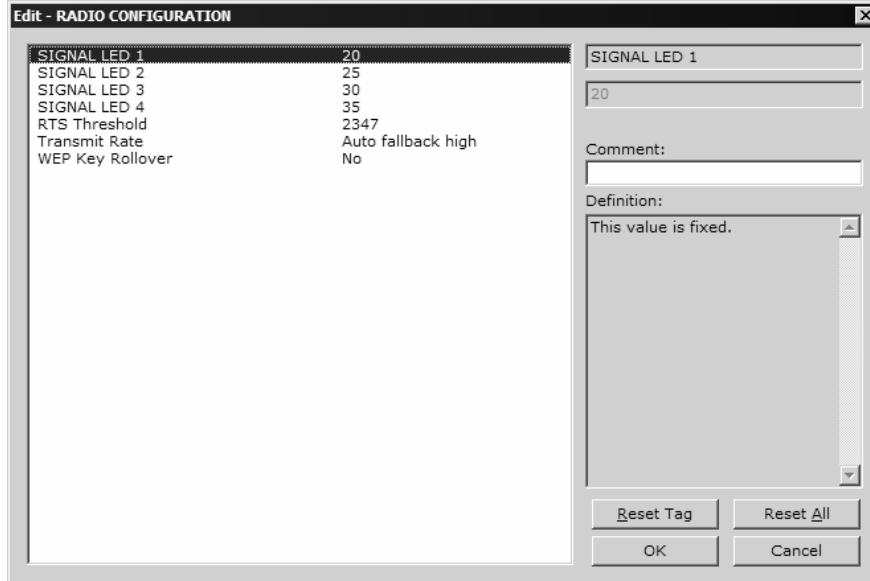 Edit - RADIO CONFIGURATION
SIGNAL LED 1 20
SIGNAL LED 2 25
SIGNAL LED 3 30
SIGNAL LED 4 35
RTS Threshold 2347
Transmit Rate Auto fallback high
WEP Key Rollover No
SIGNAL LED 1
20
Comment:
Definition:
This value is fixed.
Reset Tag Reset All
OK Cancel